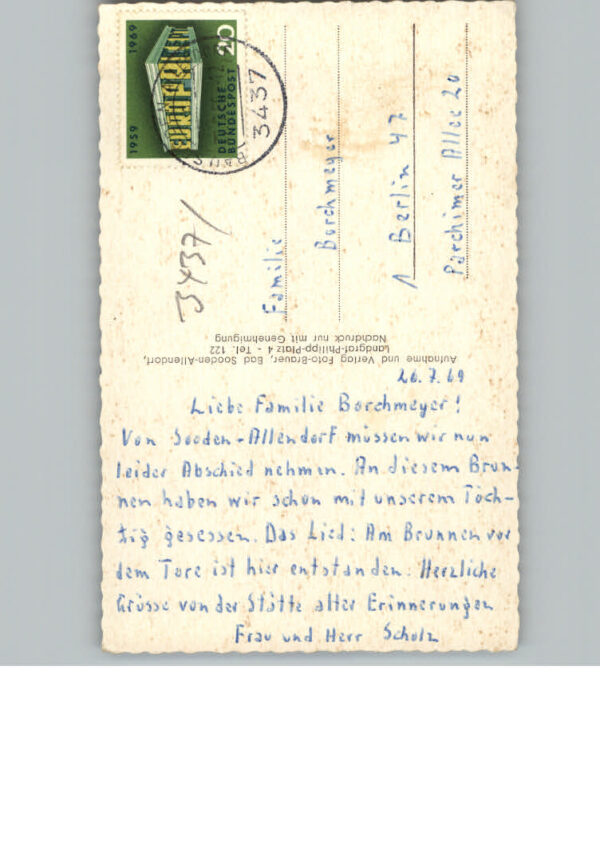 1959 1969
EUROPA CEPT
DEUTSCHE
BUNDESPOST
20
3437
3437/
Familie
Borchmeyer
1 Berlin 47
Parchimer Allee 20
Aufnahme und Verlag Foto-Brauer, Bad Sooden-Allendorf,
Landgraf-Philipp-Platz 4 - Tel. 122
Nachdruck nur mit Genehmigung
26.7.69
Liebe Familie Borchmeyer!
Von Sooden-Allendorf müssen wir nun
leider Abschied nehmen. An diesem Brun-
nen haben wir schon mit unserem Töch-
gesessen. Das Lied: Am Brunnen vor
dem Tore ist hier entstanden. Herzliche
Grüsse von der Stätte alter Erinnerungen
Frau und Herr Scholz